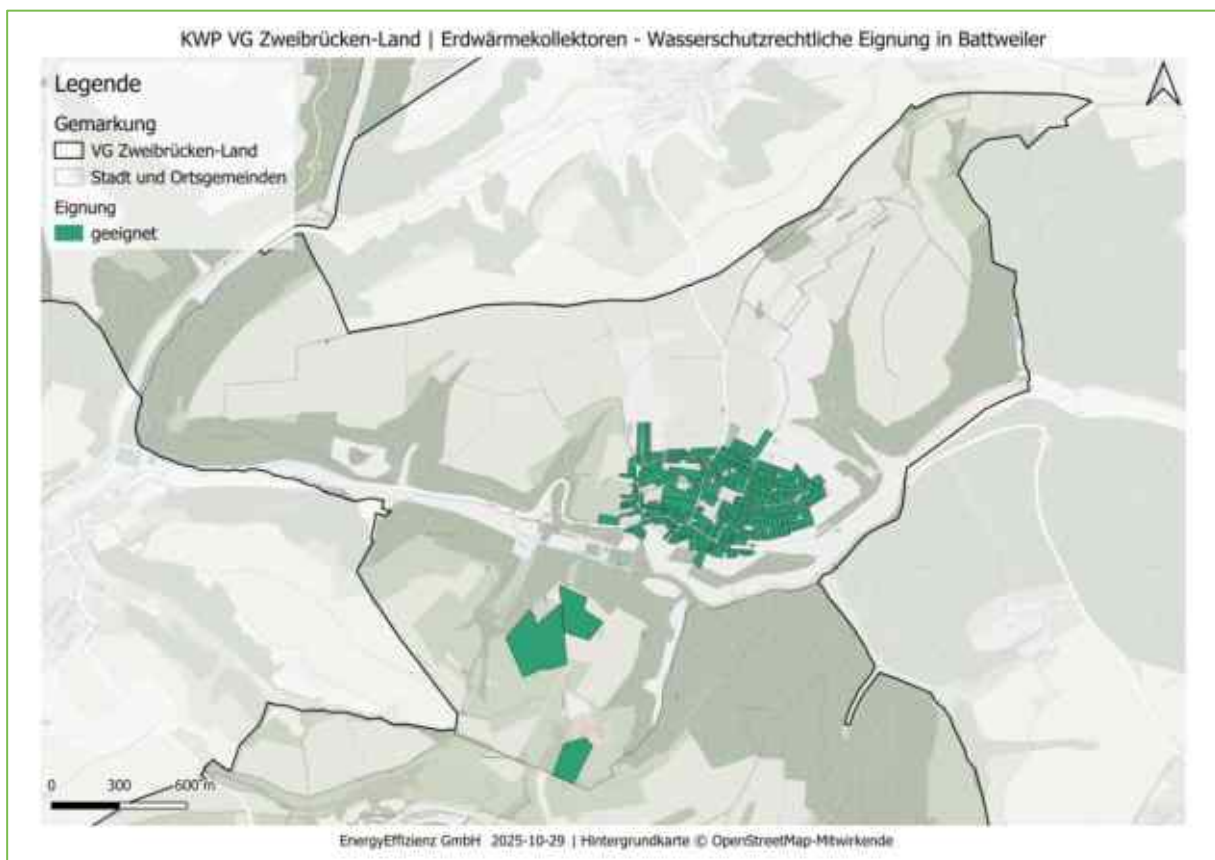 KWP VG Zweibrücken-Land | Erdwärmekollektoren - Wasserschutzrechtliche Eignung in Battweiler
Legende
Gemarkung
VG Zweibrücken-Land
Stadt und Ortsgemeinden
Eignung
geeignet
0 300 600 m
EnergyEffizienz GmbH 2025-10-29 | Hintergrundkarte © OpenStreetMap-Mitwirkende